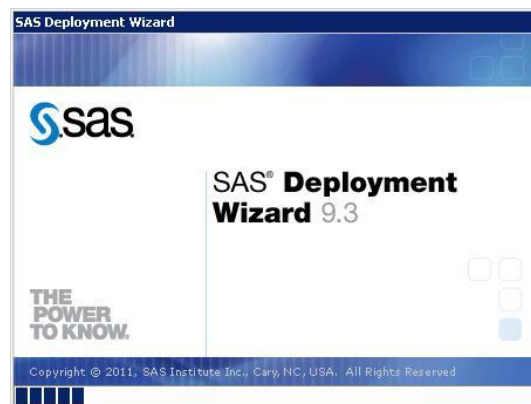 SAS Deployment Wizard
sas
SAS® Deployment
Wizard 9.3
THE
POWER
TO KNOW.
Copyright © 2011, SAS Institute Inc., Cary, NC, USA. All Rights Reserved